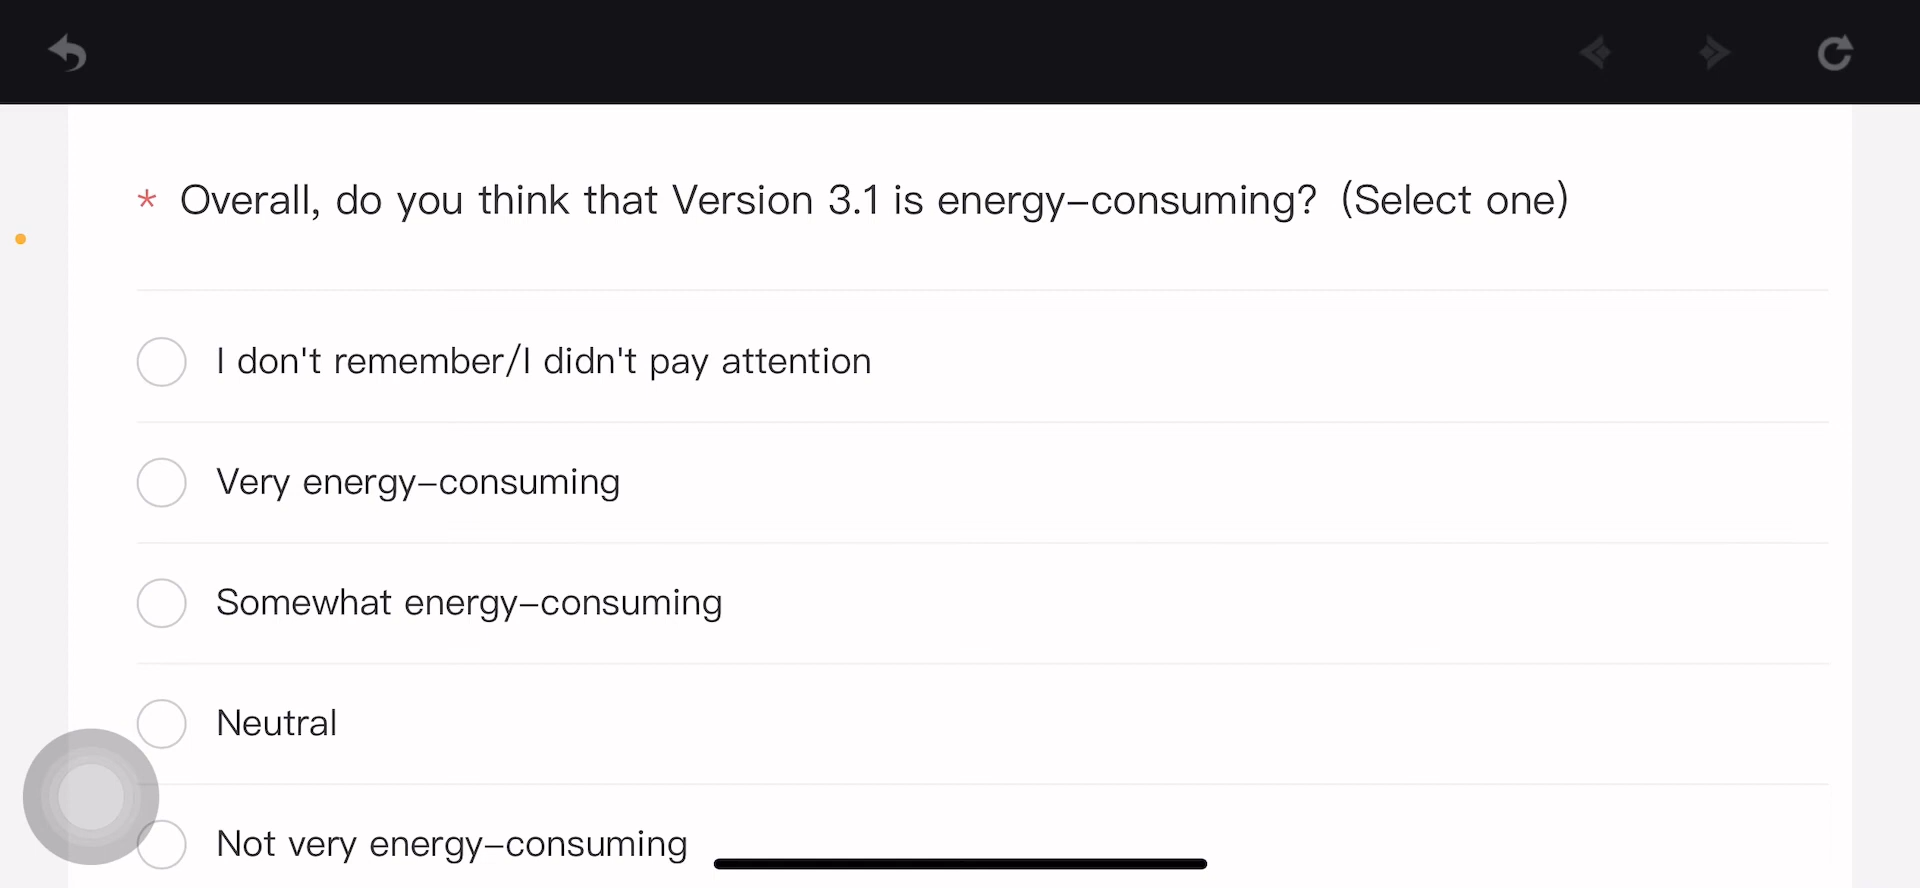 * Overall, do you think that Version 3.1 is energy-consuming? (Select one)
I don't remember/I didn't pay attention
Very energy-consuming
Somewhat energy-consuming
Neutral
Not very energy-consuming